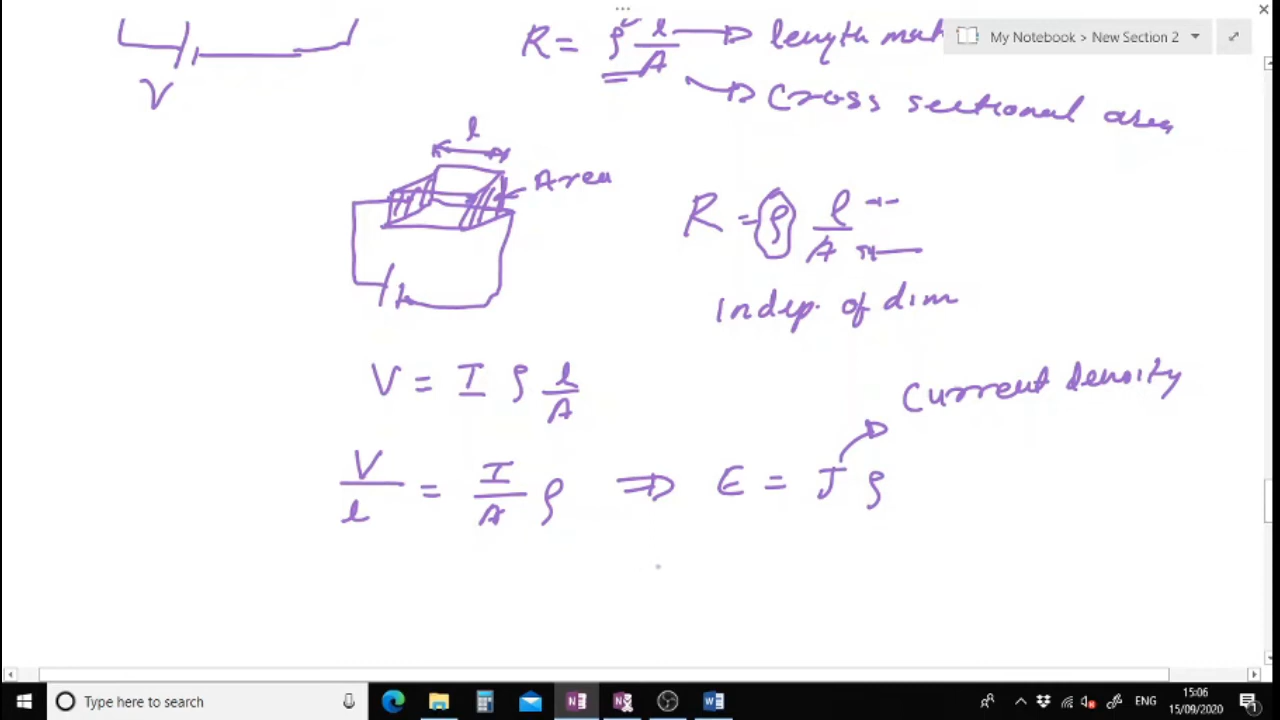 My Notebook > New Section 2
R = ρ l/A → length
V
→ Cross sectional area
l
Area
R = ρ l/A
Indep. of dim
V = I ρ l/A
Current density
V/l = I/A ρ ⇒ E = J ρ
Type here to search
ENG
15:06
15/09/2020
1